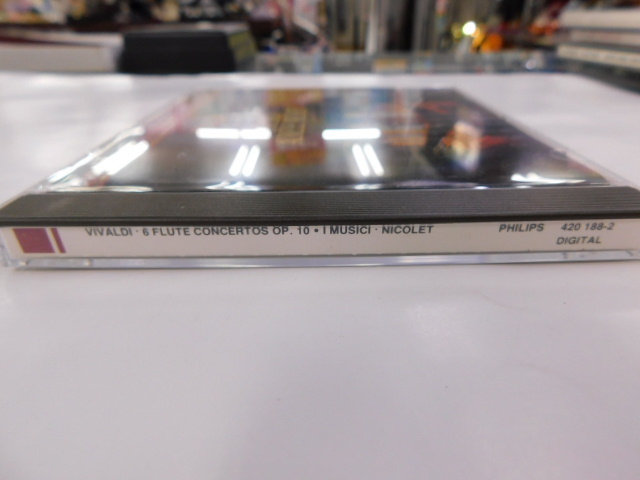 VIVALDI · 6 FLUTE CONCERTOS OP. 10 • I MUSICI · NICOLET
PHILIPS 420 188-2
DIGITAL